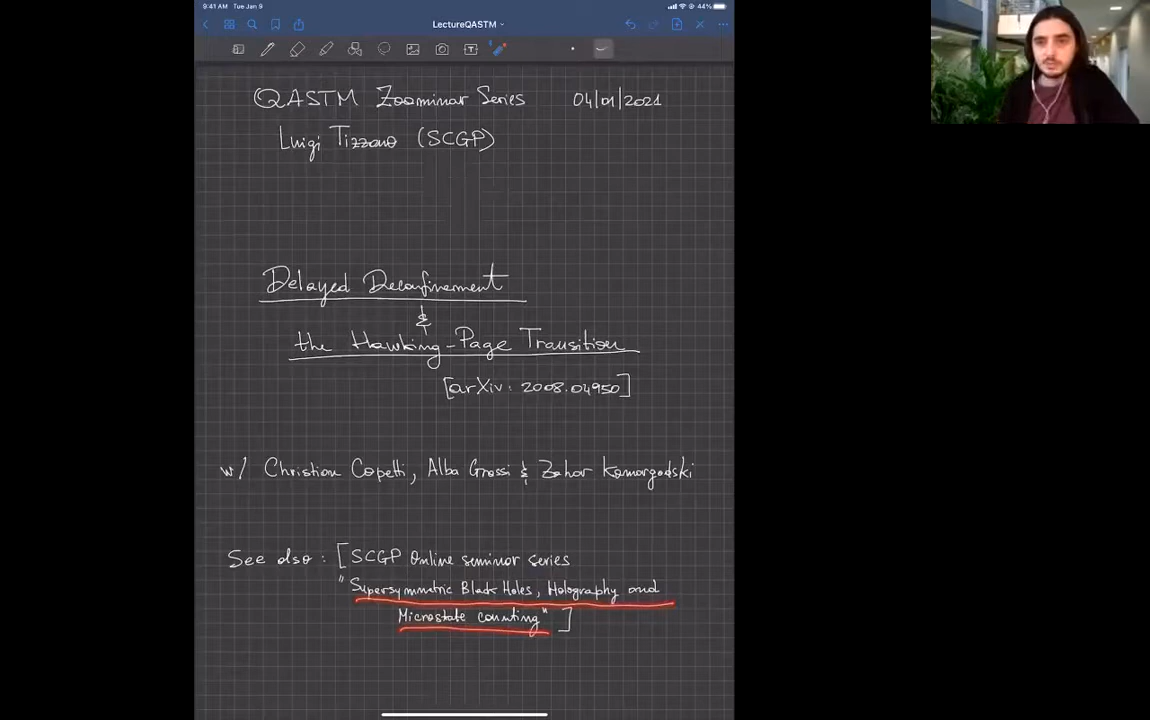 9:41 AM Tue Jan 9
44%
LectureQASTM
QASTM Zoominar Series 04/01/2021
Luigi Tizzano (SCGP)
Delayed Deconfinement
&
the Hawking-Page Transition
[arXiv: 2008.04950]
w/ Christian Copetti, Alba Grassi & Zohar Komargodski
See also: [SCGP Online seminar series
"Supersymmetric Black Holes, Holography and
Microstate counting"]